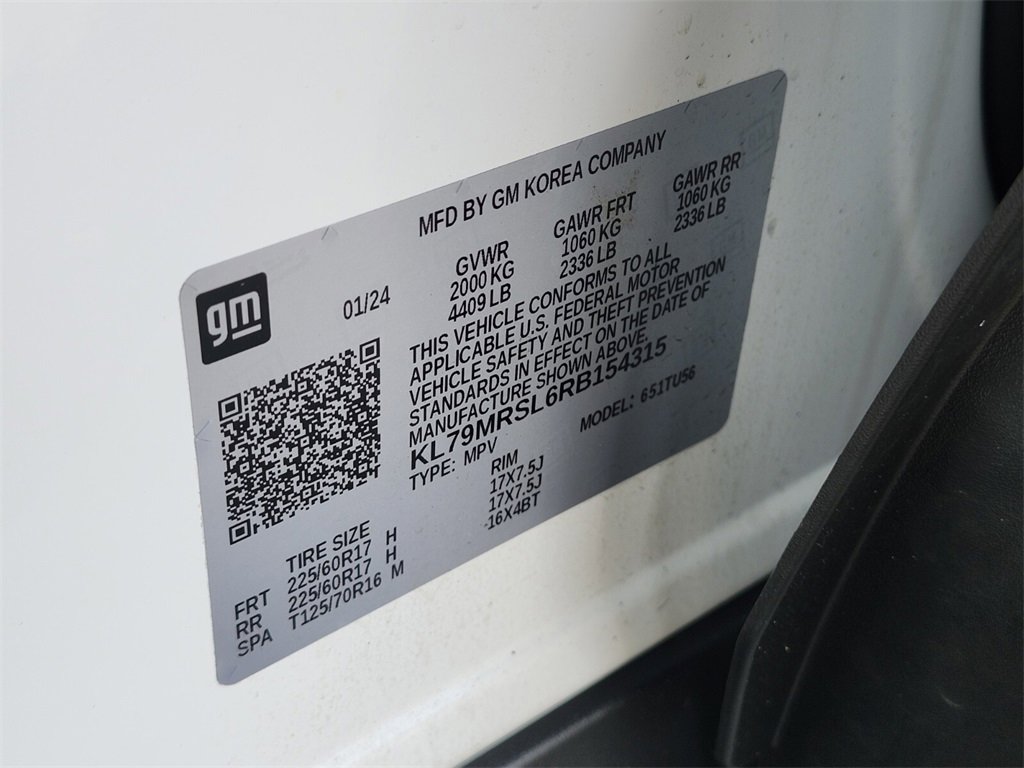 MFD BY GM KOREA COMPANY
gm
01/24
GVWR
2000 KG
4409 LB
GAWR FRT
1060 KG
2336 LB
GAWR RR
1060 KG
2336 LB
THIS VEHICLE CONFORMS TO ALL
APPLICABLE U.S. FEDERAL MOTOR
VEHICLE SAFETY AND THEFT PREVENTION
STANDARDS IN EFFECT ON THE DATE OF
MANUFACTURE SHOWN ABOVE.
KL79MRSL6RB154315
TYPE: MPV
MODEL: 651TU56
TIRE SIZE RIM
FRT 225/60R17 H 17X7.5J
RR 225/60R17 H 17X7.5J
SPA T125/70R16 M 16X4BT